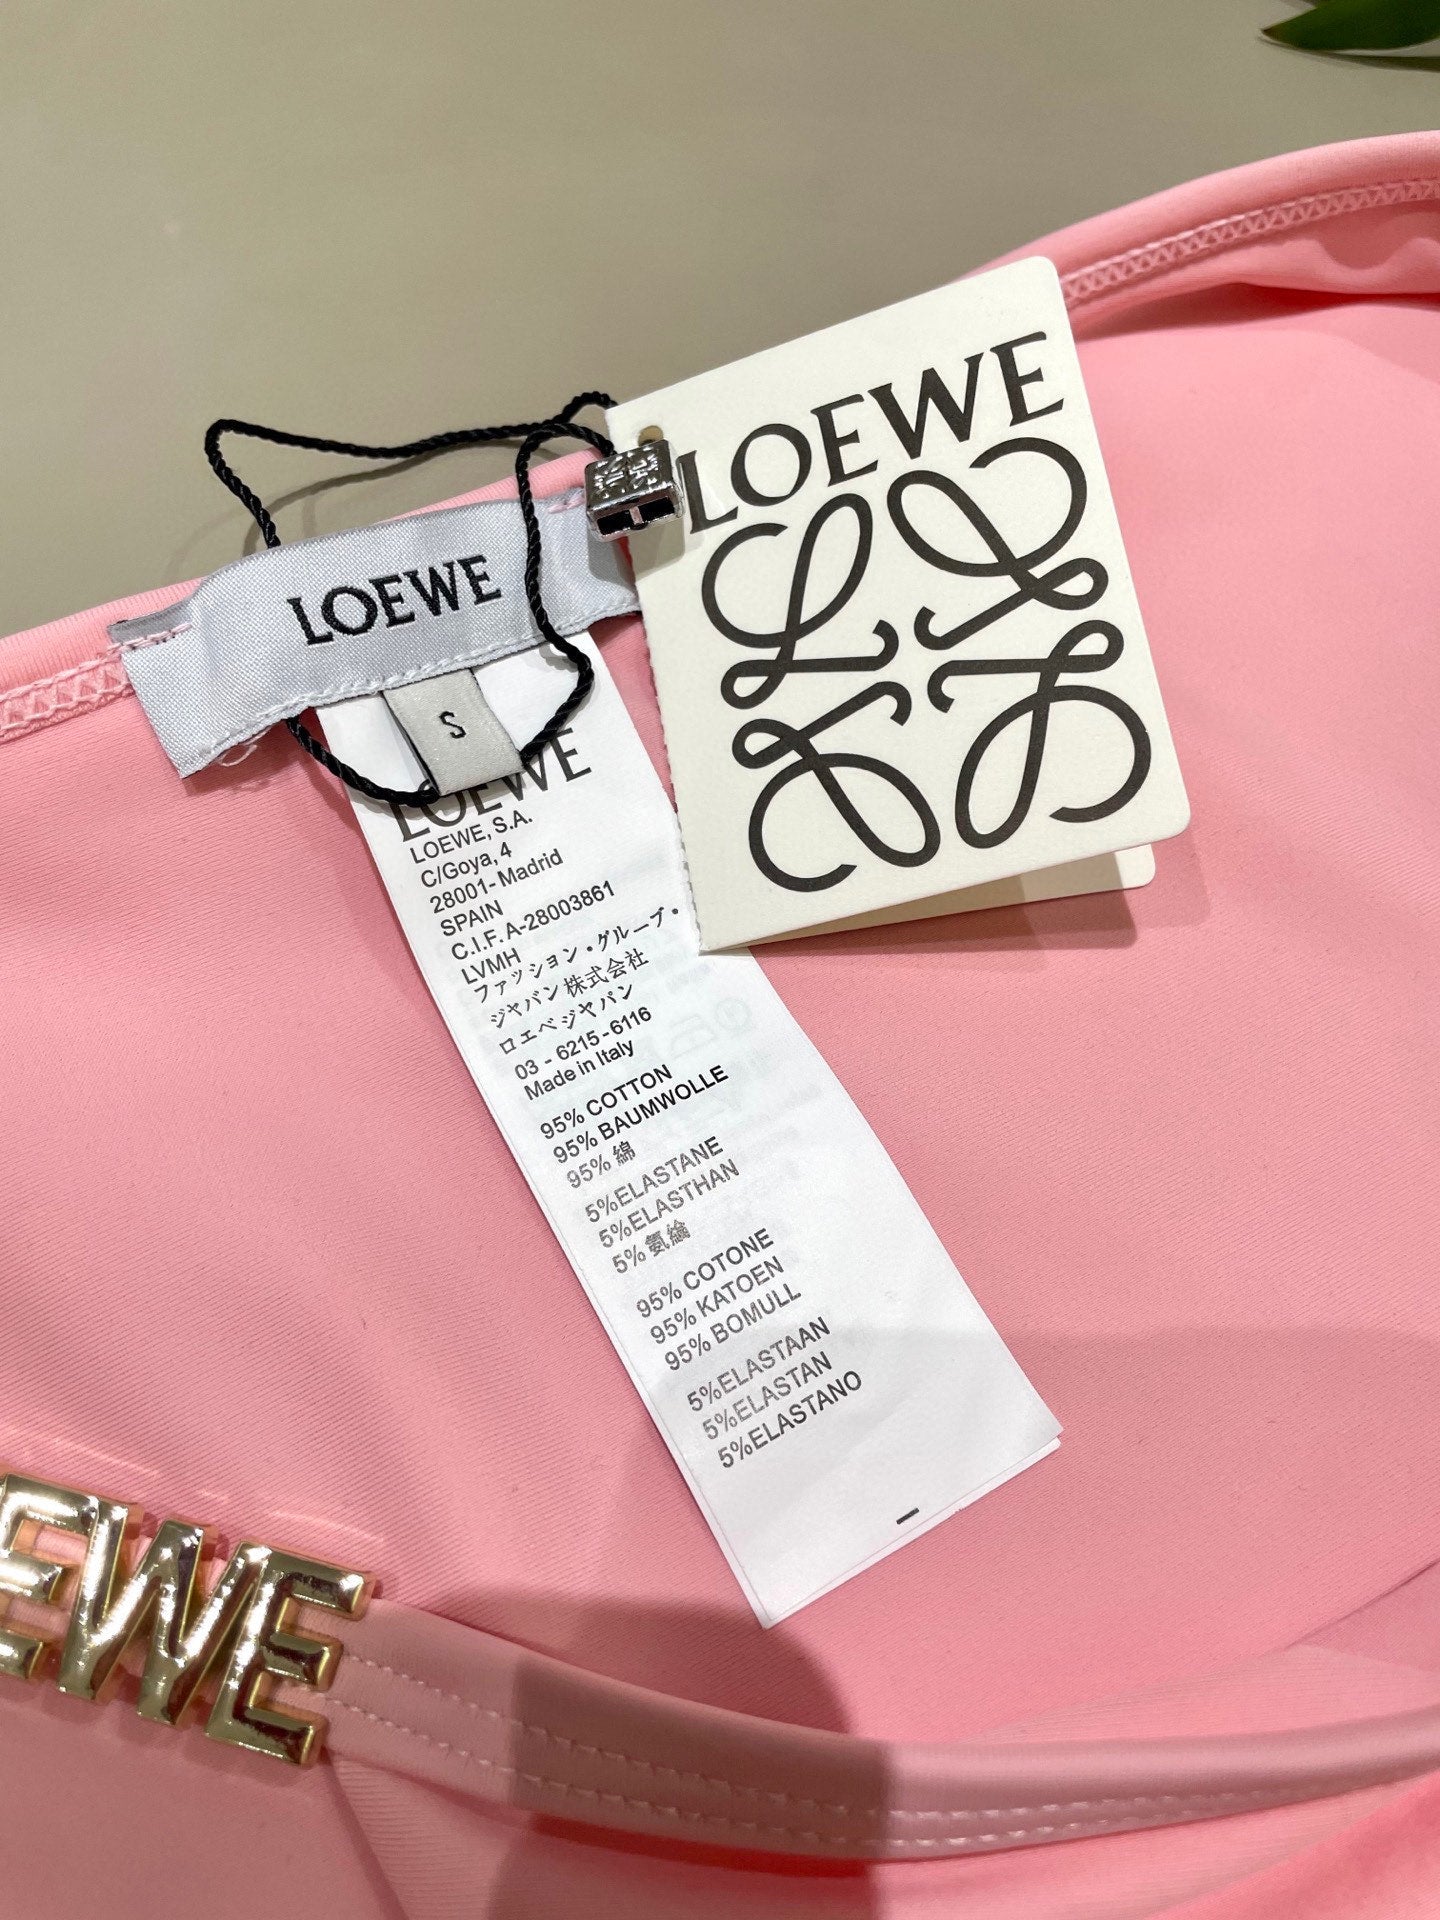 LOEWE
LOEWE
S
LOEWE
LOEWE, S.A.
C/Goya, 4
28001- Madrid
SPAIN
C.I.F. A-28003861
LVMH
ファッション・グループ・
ジャパン株式会社
ロエベジャパン
03 - 6215-6116
Made in Italy
95% COTTON
95% BAUMWOLLE
95% 綿
5%ELASTANE
5%ELASTHAN
5% 氨綸
95% COTONE
95% KATOEN
95% BOMULL
5%ELASTAAN
5%ELASTAN
5%ELASTANO
EWE